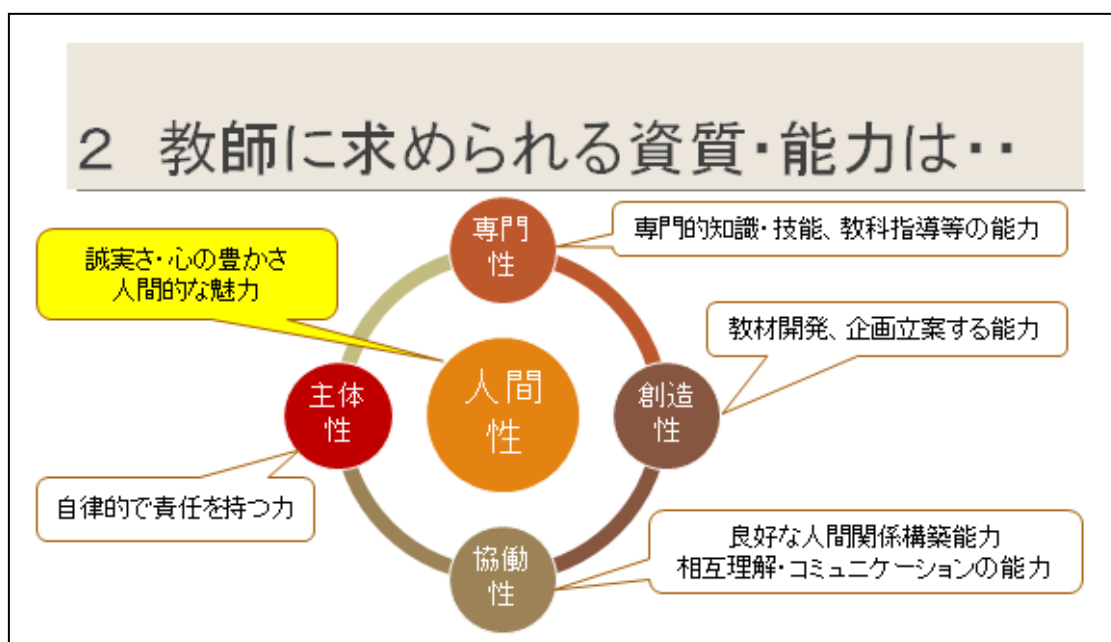 ２ 教師に求められる資質・能力は・・
専門
性
専門的知識・技能、教科指導等の能力
誠実さ・心の豊かさ
人間的な魅力
教材開発、企画立案する能力
主体
性
人間
性
創造
性
自律的で責任を持つ力
協働
性
良好な人間関係構築能力
相互理解・コミュニケーションの能力